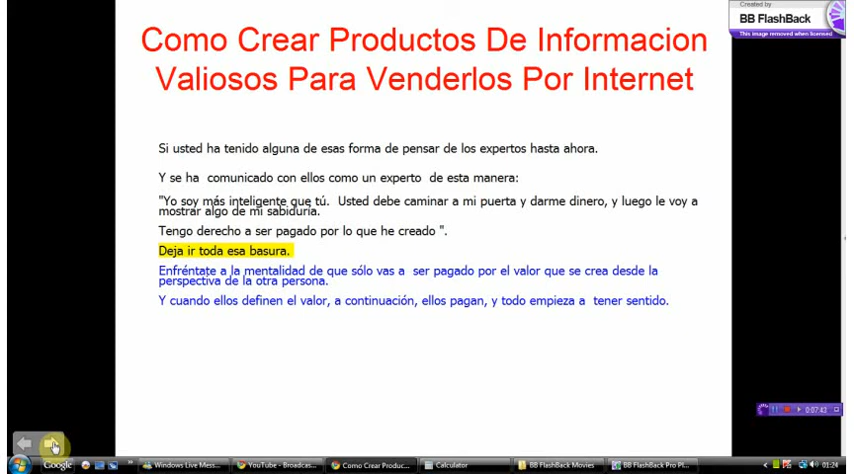 Created by
BB FlashBack
This image removed when licensed
Como Crear Productos De Informacion
Valiosos Para Venderlos Por Internet
Si usted ha tenido alguna de esas forma de pensar de los expertos hasta ahora.
Y se ha comunicado con ellos como un experto de esta manera:
"Yo soy más inteligente que tú. Usted debe caminar a mi puerta y darme dinero, y luego le voy a
mostrar algo de mi sabiduría.
Tengo derecho a ser pagado por lo que he creado ".
Deja ir toda esa basura.
Enfréntate a la mentalidad de que sólo vas a ser pagado por el valor que se crea desde la
perspectiva de la otra persona.
Y cuando ellos definen el valor, a continuación, ellos pagan, y todo empieza a tener sentido.
0:07:43
Google
Windows Live Mess...
YouTube - Broadcas...
Como Crear Produc...
Calculator
BB FlashBack Movies
BB FlashBack Pro Pl...
01:24